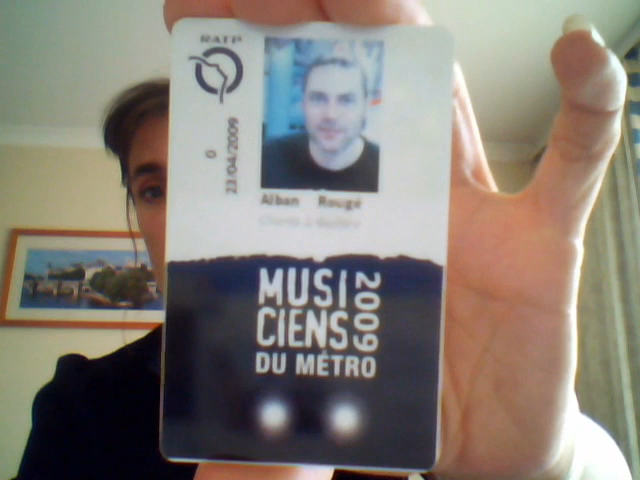 RATP
0
23/04/2009
Alban Rougé
MUSI
CIENS
2009
DU MÉTRO